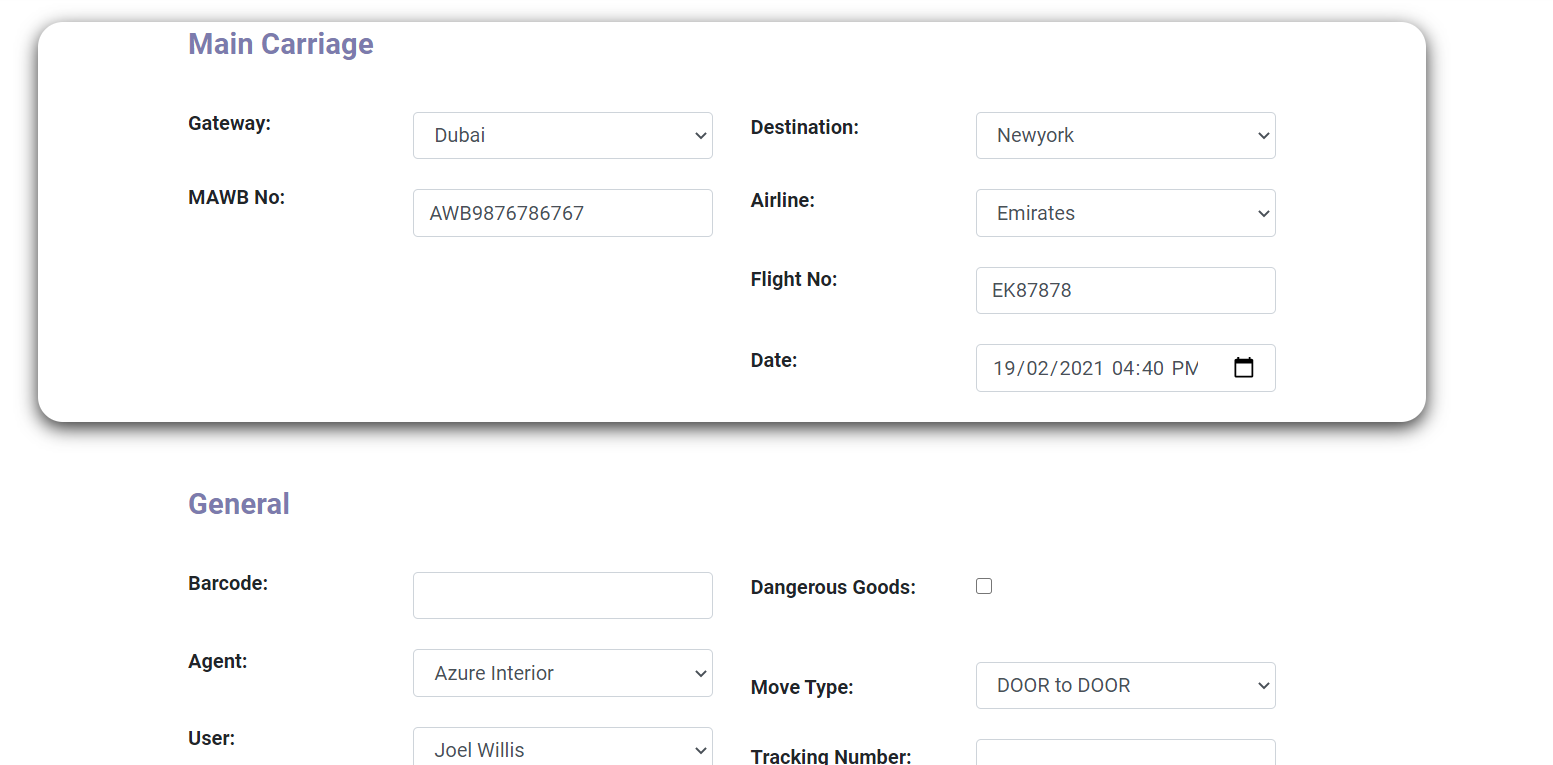 Main Carriage
Gateway: Dubai Destination: Newyork
MAWB No: AWB9876786767 Airline: Emirates
Flight No: EK87878
Date: 19/02/2021 04:40 PM
General
Barcode: Dangerous Goods:
Agent: Azure Interior Move Type: DOOR to DOOR
User: Joel Willis Tracking Number: